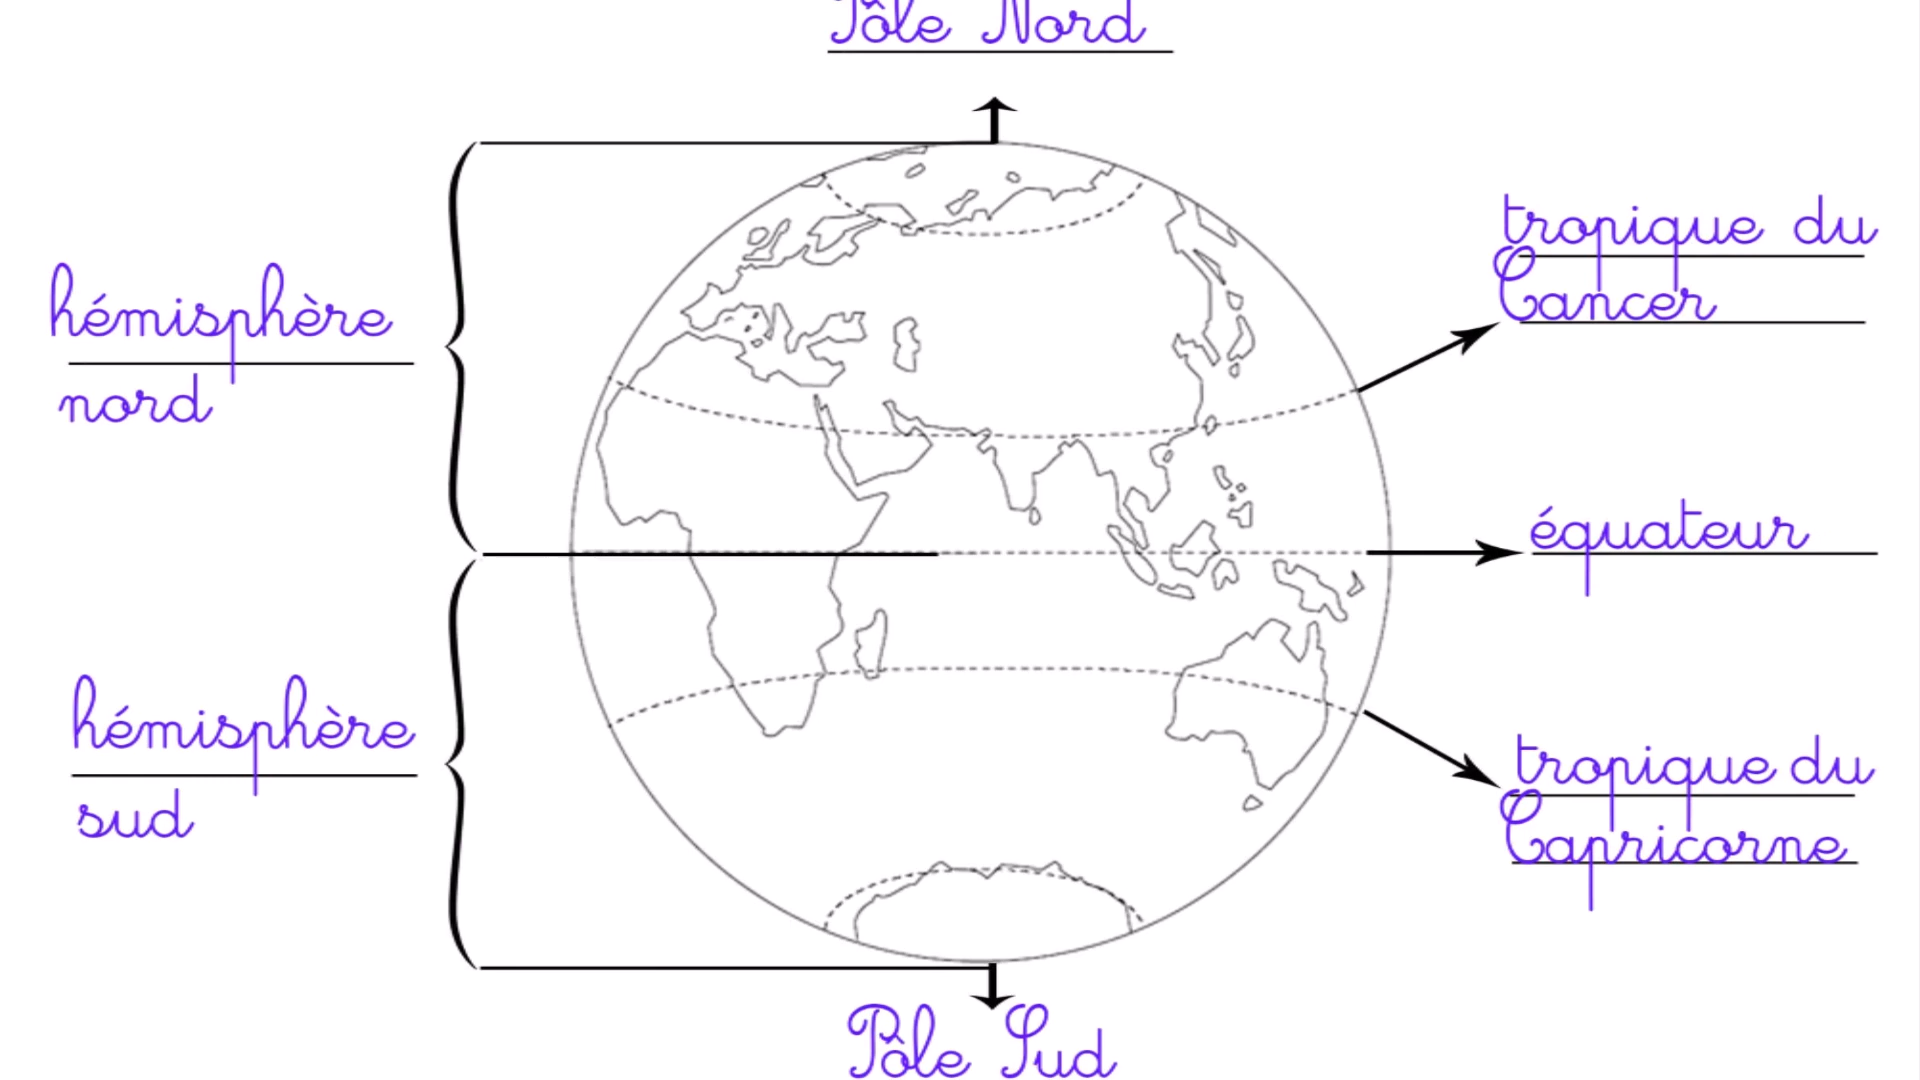 Pôle Nord
hémisphère
nord
tropique du
Cancer
équateur
hémisphère
sud
tropique du
Capricorne
Pôle Sud